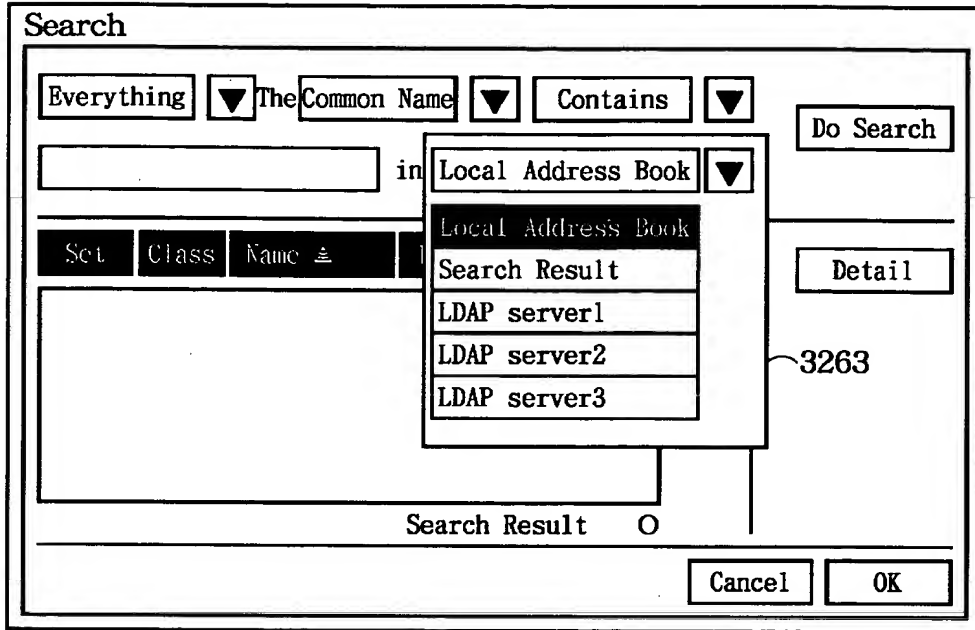 Search
Everything ▼ The Common Name ▼ Contains ▼
Do Search
in Local Address Book ▼
Local Address Book
Set Class Name
Search Result
Detail
LDAP server1
LDAP server2
3263
LDAP server3
Search Result O
Cancel OK